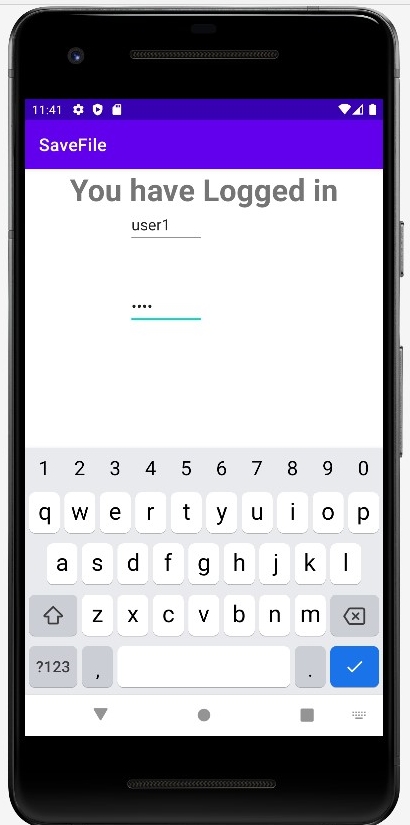 11:41
SaveFile
You have Logged in
user1
••••
1 2 3 4 5 6 7 8 9 0
q w e r t y u i o p
a s d f g h j k l
z x c v b n m
?123 , .